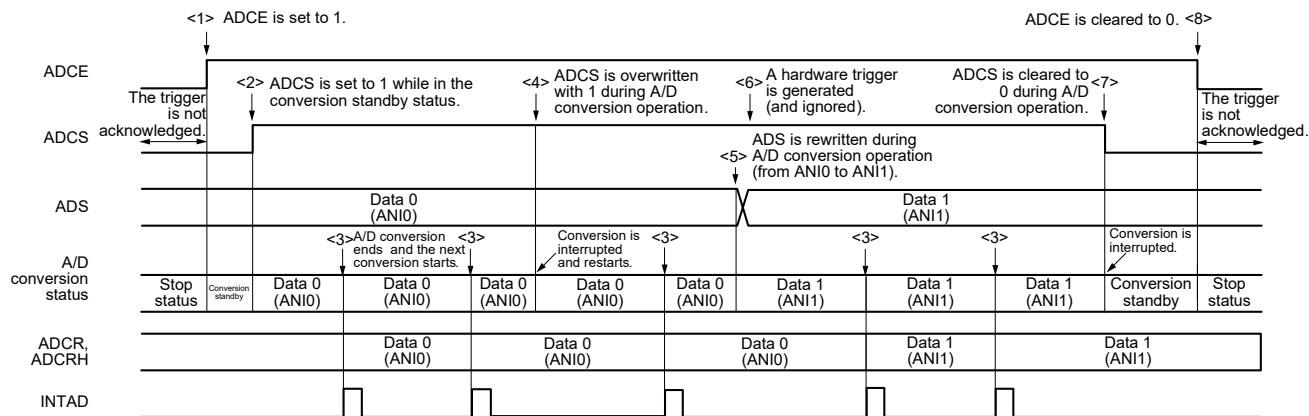 <1> ADCE is set to 1.
ADCE is cleared to 0. <8>
ADCE
<2> ADCS is set to 1 while in the
conversion standby status.
<4> ADCS is overwritten
with 1 during A/D
conversion operation.
<6> A hardware trigger
is generated
(and ignored).
ADCS is cleared to <7>
0 during A/D
conversion operation.
The trigger
is not
acknowledged.
The trigger
is not
acknowledged.
ADCS
ADS is rewritten during
<5> A/D conversion operation
(from ANI0 to ANI1).
ADS
Data 0
(ANI0)
Data 1
(ANI1)
<3> A/D conversion
ends and the next
conversion starts.
<3>
Conversion is
interrupted
and restarts.
<3>
<3>
<3>
Conversion is
interrupted.
A/D
conversion
status
Stop
status
Conversion
standby
Data 0
(ANI0)
Data 0
(ANI0)
Data 0
(ANI0)
Data 0
(ANI0)
Data 0
(ANI0)
Data 1
(ANI1)
Data 1
(ANI1)
Data 1
(ANI1)
Conversion
standby
Stop
status
ADCR,
ADCRH
Data 0
(ANI0)
Data 0
(ANI0)
Data 0
(ANI0)
Data 1
(ANI1)
Data 1
(ANI1)
INTAD